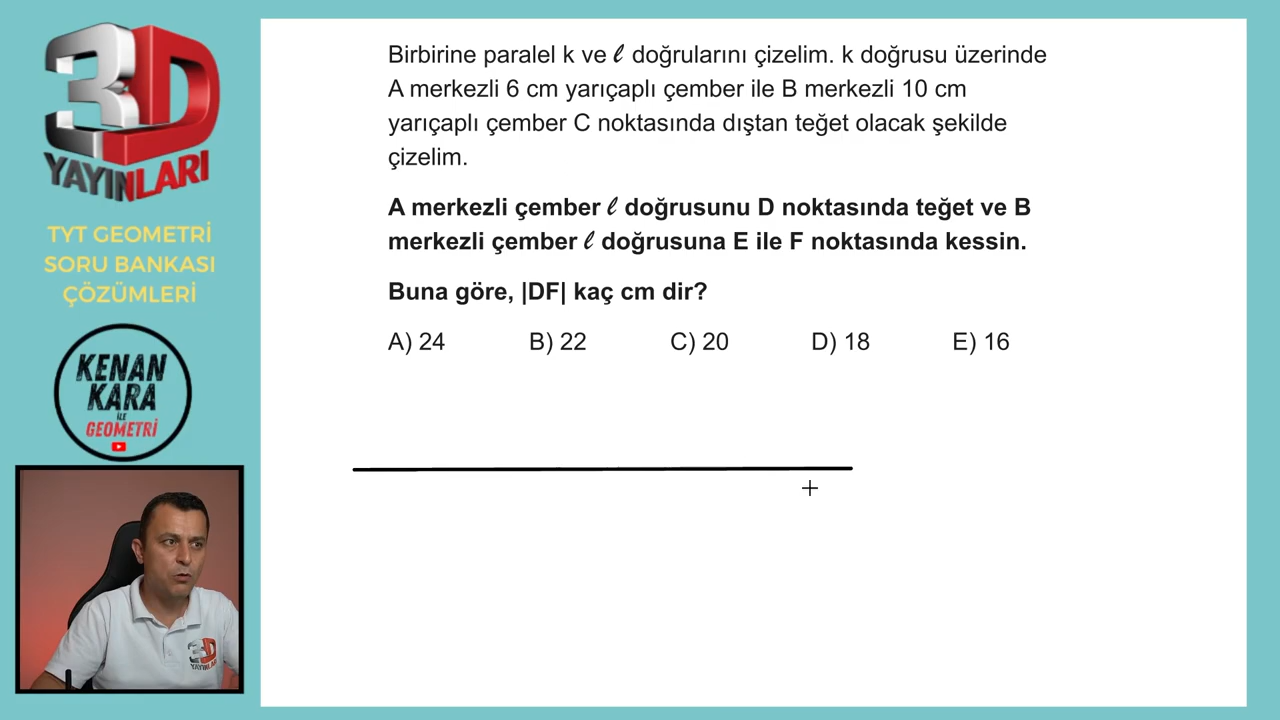 3D
YAYINLARI
TYT GEOMETRİ
SORU BANKASI
ÇÖZÜMLERİ
KENAN
KARA
İLE
GEOMETRİ
3D
YAYINLARI
Birbirine paralel k ve ℓ doğrularını çizelim. k doğrusu üzerinde
A merkezli 6 cm yarıçaplı çember ile B merkezli 10 cm
yarıçaplı çember C noktasında dıştan teğet olacak şekilde
çizelim.
A merkezli çember ℓ doğrusunu D noktasında teğet ve B
merkezli çember ℓ doğrusuna E ile F noktasında kessin.
Buna göre, |DF| kaç cm dir?
A) 24 B) 22 C) 20 D) 18 E) 16